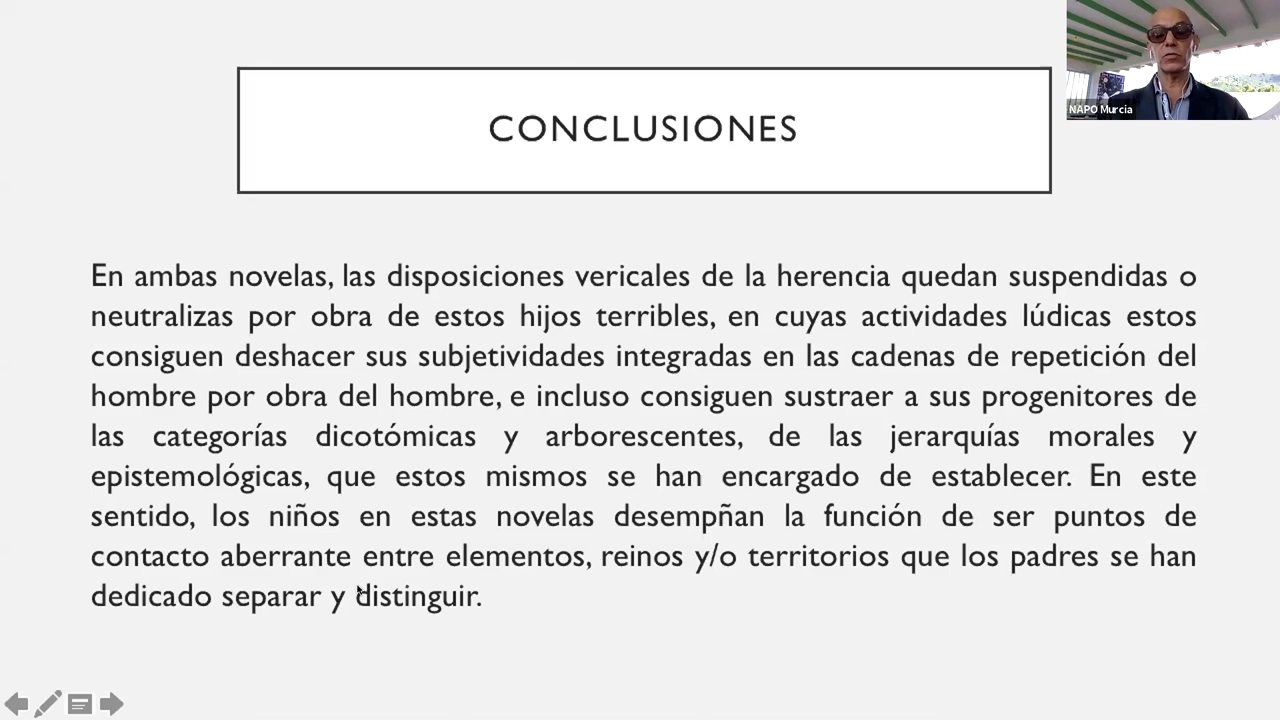 CONCLUSIONES
NAPO Murcia
En ambas novelas, las disposiciones vericales de la herencia quedan suspendidas o
neutralizas por obra de estos hijos terribles, en cuyas actividades lúdicas estos
consiguen deshacer sus subjetividades integradas en las cadenas de repetición del
hombre por obra del hombre, e incluso consiguen sustraer a sus progenitores de
las categorías dicotómicas y arborescentes, de las jerarquías morales y
epistemológicas, que estos mismos se han encargado de establecer. En este
sentido, los niños en estas novelas desempñan la función de ser puntos de
contacto aberrante entre elementos, reinos y/o territorios que los padres se han
dedicado separar y distinguir.